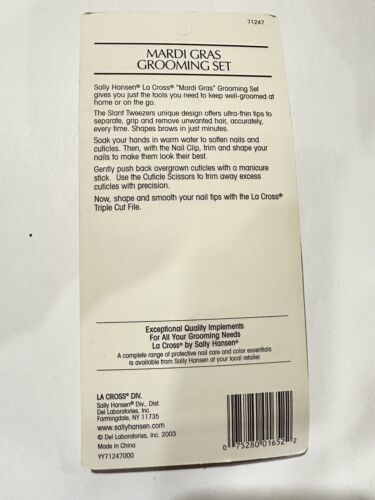 71247
MARDI GRAS
GROOMING SET
Sally Hansen® La Cross® "Mardi Gras" Grooming Set
gives you just the tools you need to keep well-groomed at
home or on the go.
The Slant Tweezers unique design offers ultra-thin tips to
separate, grip and remove unwanted hair, accurately,
every time. Shapes brows in just minutes.
Soak your hands in warm water to soften nails and
cuticles. Then, with the Nail Clip, trim and shape your
nails to make them look their best.
Gently push back overgrown cuticles with a manicure
stick. Use the Cuticle Scissors to trim away excess
cuticles with precision.
Now, shape and smooth your nail tips with the La Cross®
Triple Cut File.
Exceptional Quality Implements
For All Your Grooming Needs
La Cross® by Sally Hansen®
A complete range of protective nail care and color essentials
is available from Sally Hansen at your local retailer.
LA CROSS® DIV.
Sally Hansen® Div., Dist.
Del Laboratories, Inc.
Farmingdale, NY 11735
www.sallyhansen.com
© Del Laboratories, Inc. 2003
Made in China
YY71247000
0 75280 01652 2